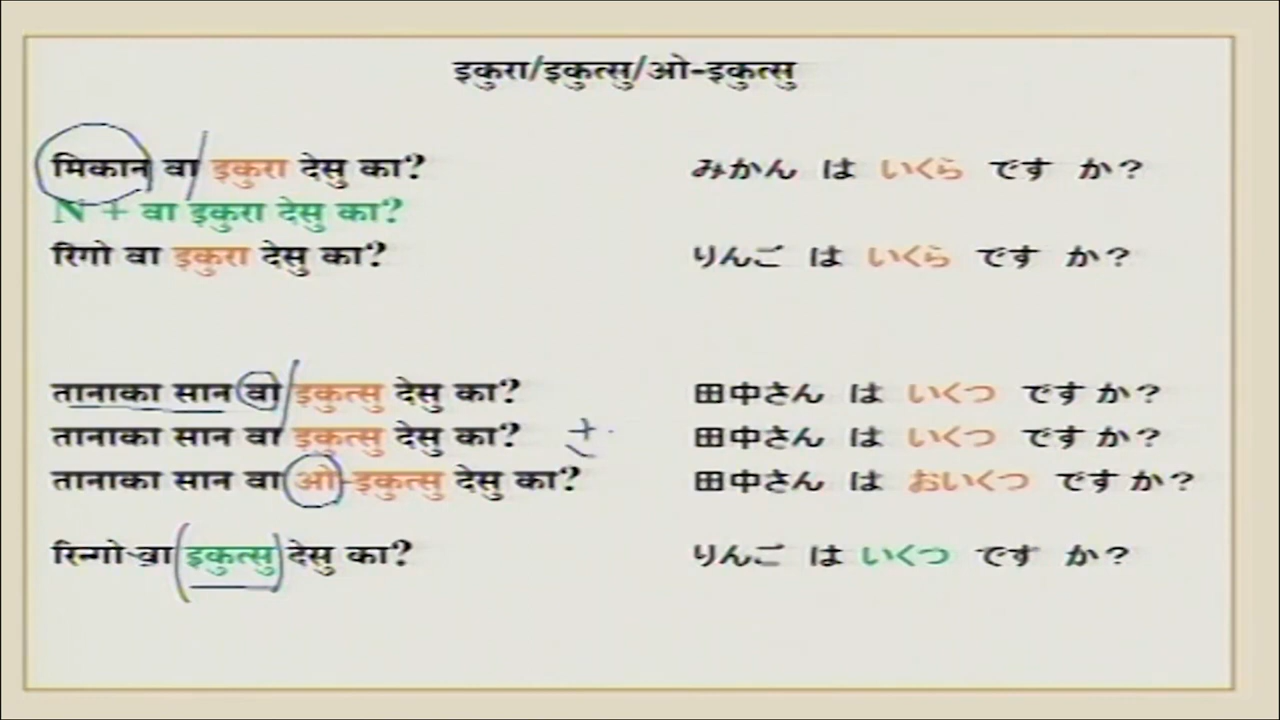 इकुरा/इकुत्सु/ओ-इकुत्सु
मिकान वा इकुरा देसु का? みかん は いくら です か?
N + वा इकुरा देसु का?
रिगो वा इकुरा देसु का? りんご は いくら です か?
तानाका सान वा इकुत्सु देसु का? 田中さん は いくつ ですか?
तानाका सान वा इकुत्सु देसु का? 田中さん は いくつ ですか?
तानाका सान वा ओ-इकुत्सु देसु का? 田中さん は おいくつ ですか?
रिन्गो वा इकुत्सु देसु का? りんご は いくつ です か?